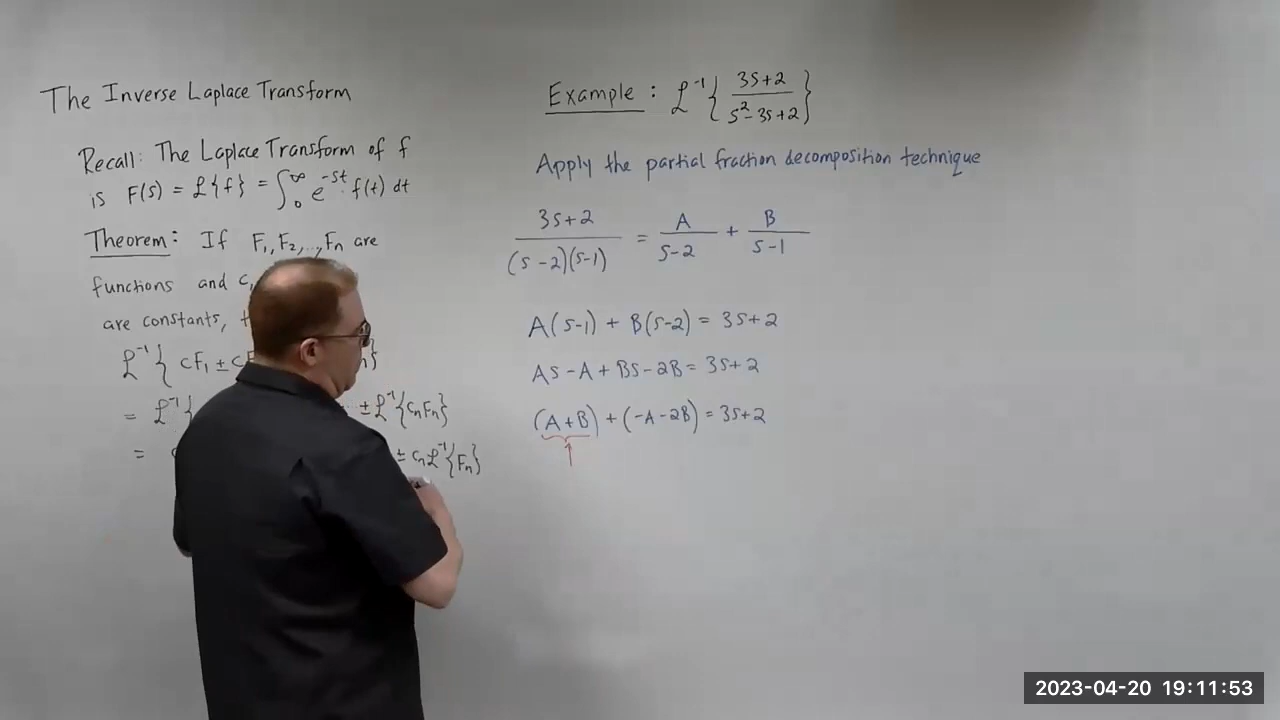 The Inverse Laplace Transform
Recall: The Laplace Transform of f
is F(s) = ℒ{f} = ∫₀^∞ e^(-st) · f(t) dt
Theorem: If F₁, F₂, ..., Fₙ are
functions and c₁
are constants,
ℒ⁻¹{ cF₁ ± c
= ℒ⁻¹{ ± ℒ⁻¹{cₙFₙ}
= ± cₙℒ⁻¹{Fₙ}
Example: ℒ⁻¹{ (3s+2)/(s²-3s+2) }
Apply the partial fraction decomposition technique
(3s+2)/((s-2)(s-1)) = A/(s-2) + B/(s-1)
A(s-1) + B(s-2) = 3s+2
As - A + Bs - 2B = 3s+2
(A+B) + (-A-2B) = 3s+2
2023-04-20 19:11:53